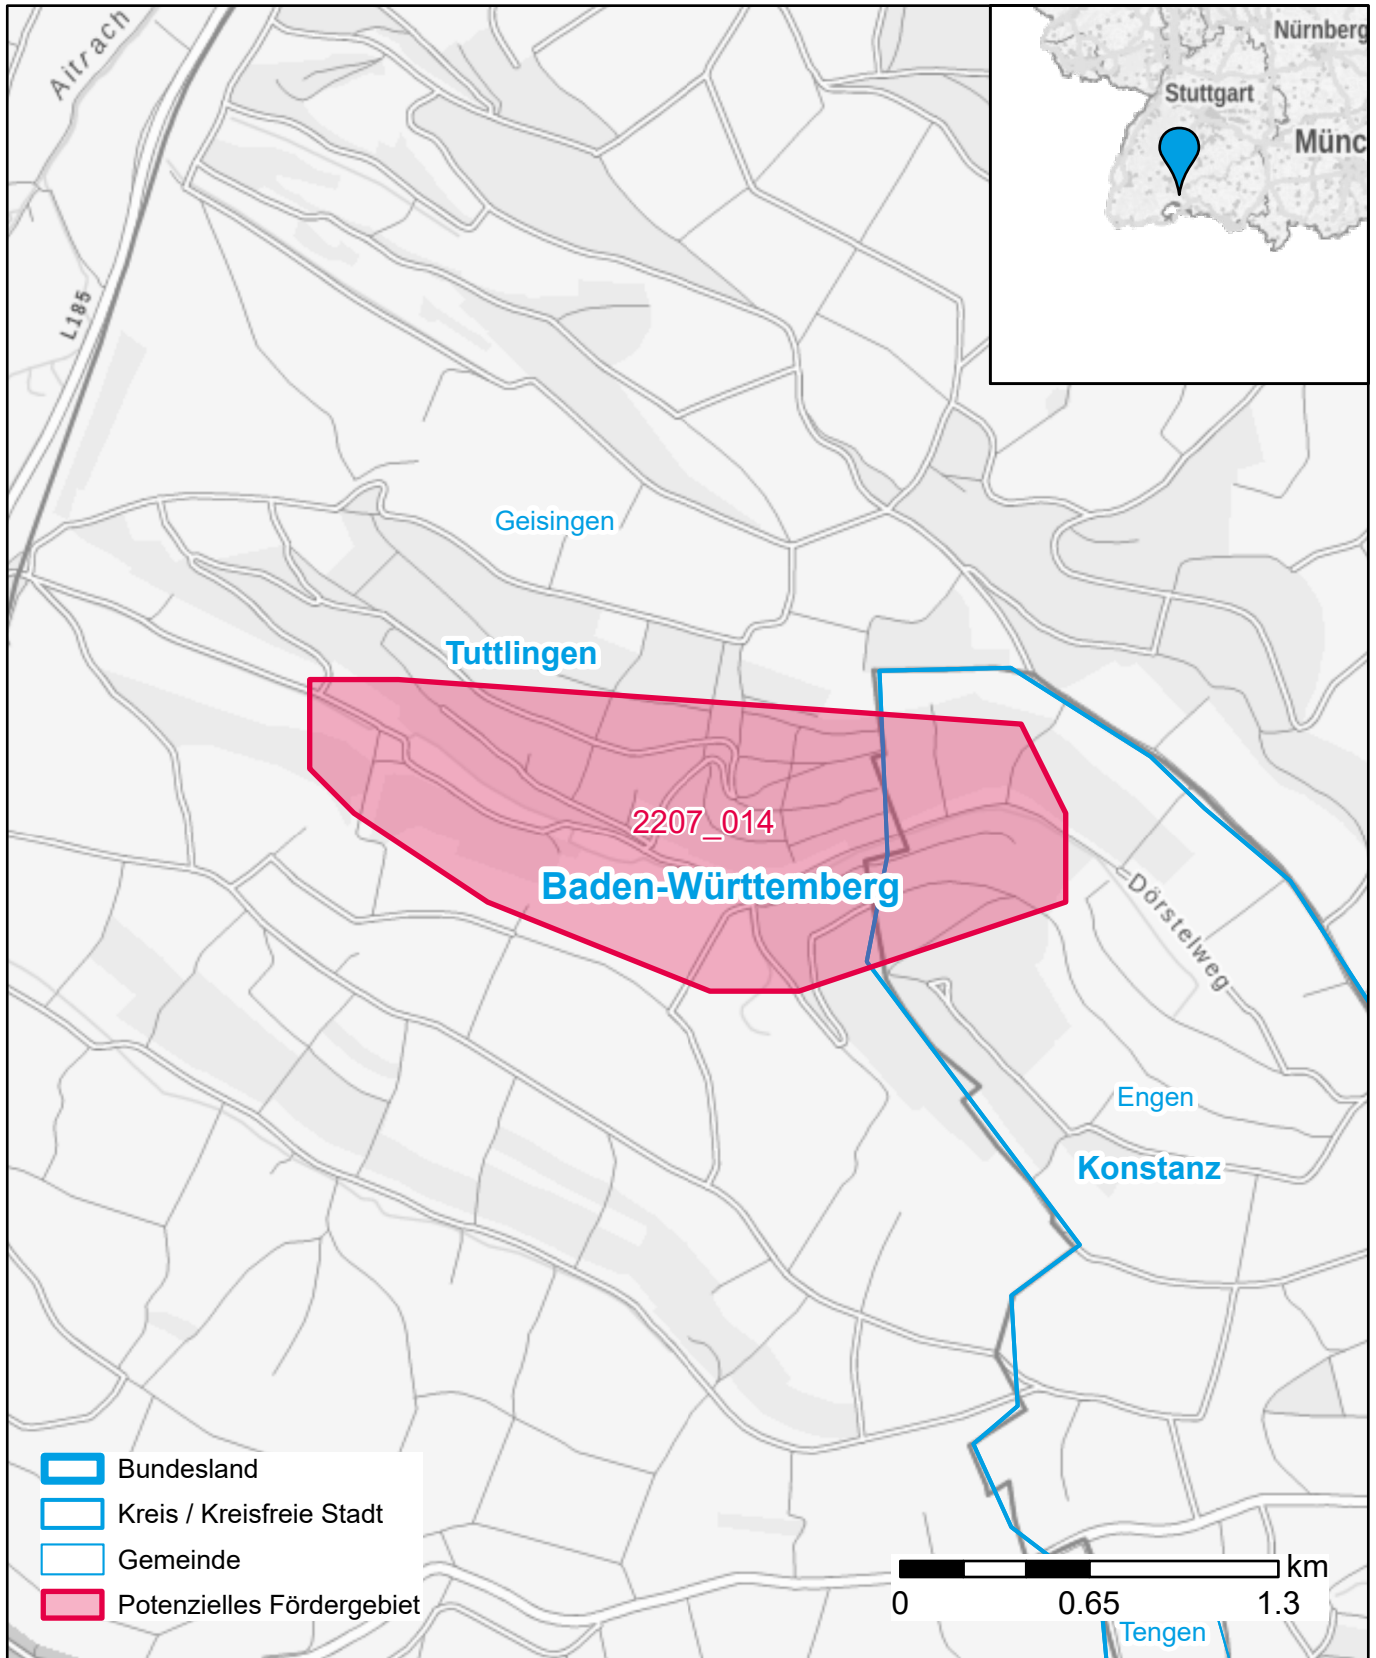 Aitrach
Nürnberg
Stuttgart
Münc
L185
Geisingen
Tuttlingen
2207_014
Baden-Württemberg
Dörstelweg
Engen
Konstanz
Bundesland
Kreis / Kreisfreie Stadt
Gemeinde
Potenzielles Fördergebiet
km
0 0.65 1.3
Tengen